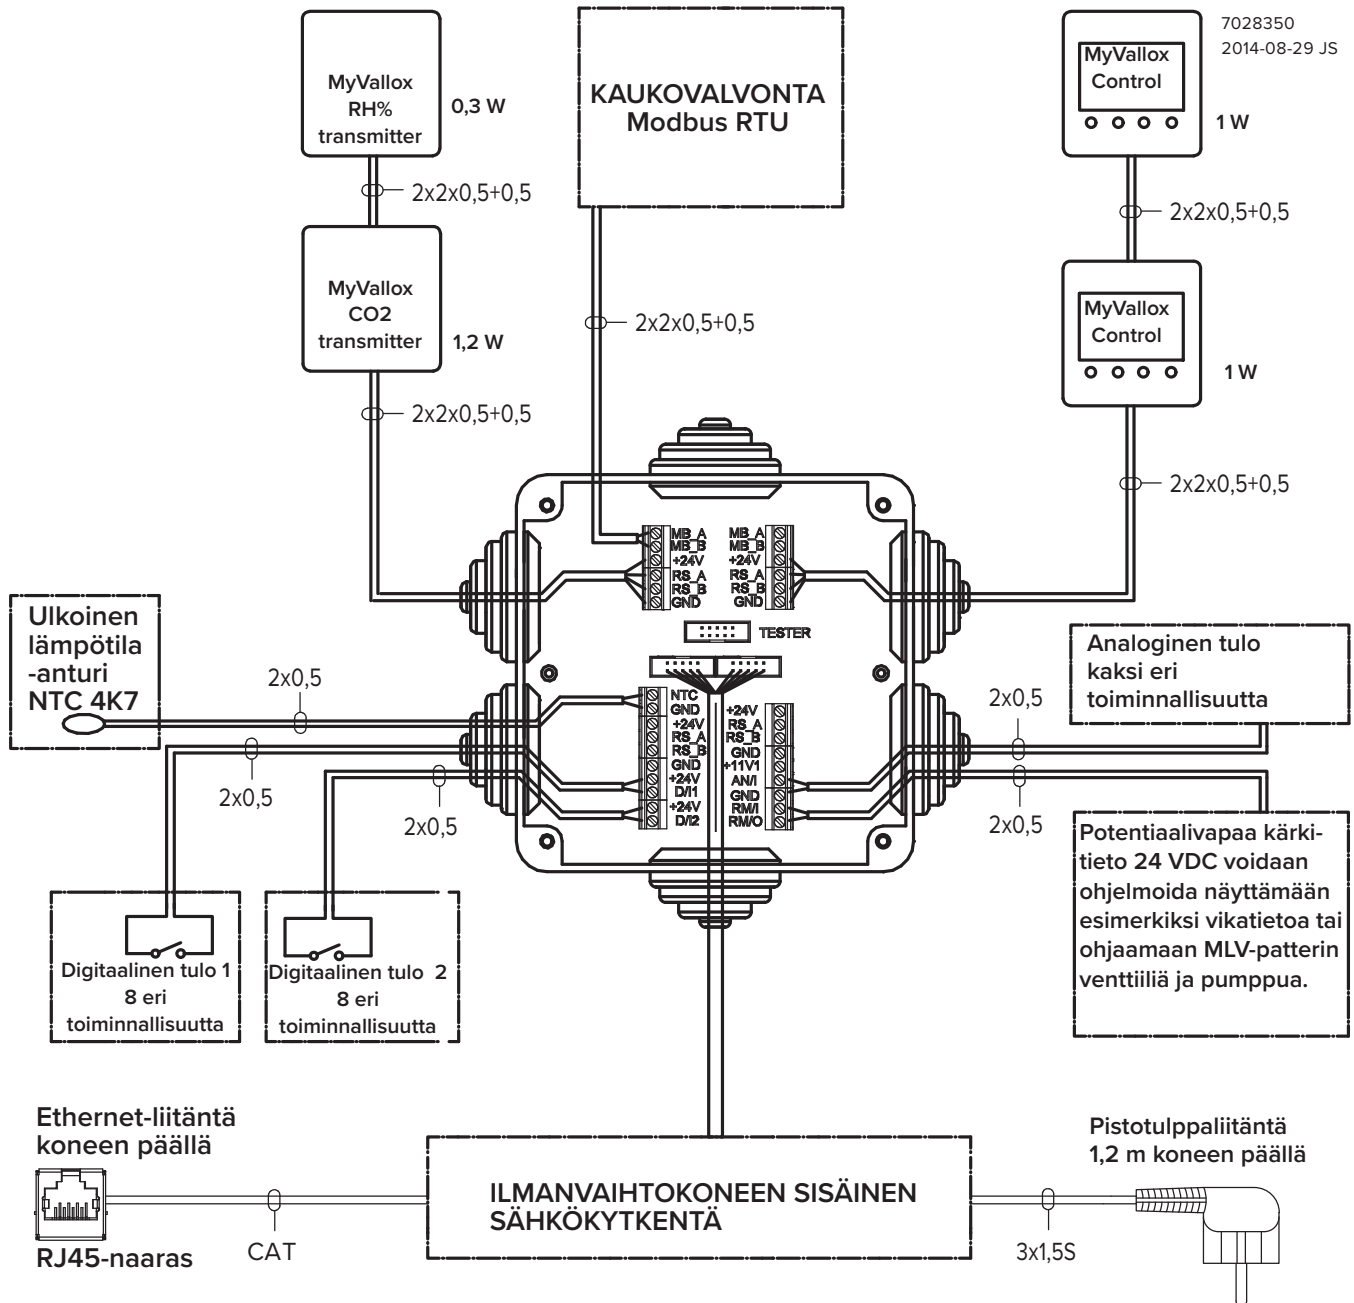 MyVallox
RH%
transmitter
0,3 W
2x2x0,5+0,5
MyVallox
CO2
transmitter
1,2 W
2x2x0,5+0,5
KAUKOVALVONTA
Modbus RTU
2x2x0,5+0,5
7028350
2014-08-29 JS
MyVallox
Control
1 W
2x2x0,5+0,5
MyVallox
Control
1 W
2x2x0,5+0,5
MB_A
MB_B
+24V
RS_A
RS_B
GND
MB_A
MB_B
+24V
RS_A
RS_B
GND
TESTER
NTC
GND
+24V
RS_A
RS_B
GND
+24V
D/I1
+24V
D/I2
+24V
RS_A
RS_B
GND
+11V1
AN/I
GND
RM/I
RM/O
Ulkoinen
lämpötila
-anturi
NTC 4K7
2x0,5
2x0,5
2x0,5
Analoginen tulo
kaksi eri
toiminnallisuutta
2x0,5
2x0,5
Potentiaalivapaa kärki-
tieto 24 VDC voidaan
ohjelmoida näyttämään
esimerkiksi vikatietoa tai
ohjaamaan MLV-patterin
venttiiliä ja pumppua.
Digitaalinen tulo 1
8 eri
toiminnallisuutta
Digitaalinen tulo 2
8 eri
toiminnallisuutta
Ethernet-liitäntä
koneen päällä
RJ45-naaras
CAT
ILMANVAIHTOKONEEN SISÄINEN
SÄHKÖKYTKENTÄ
3x1,5S
Pistotulppaliitäntä
1,2 m koneen päällä